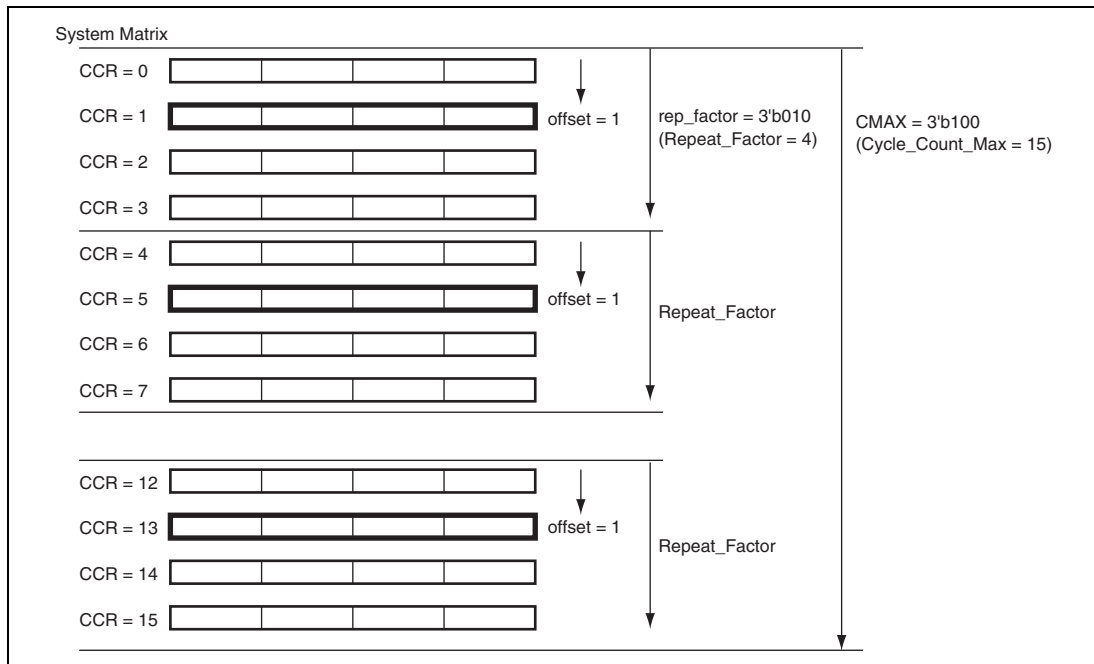 System Matrix
CCR = 0
CCR = 1
offset = 1
CCR = 2
CCR = 3
rep_factor = 3'b010
(Repeat_Factor = 4)
CMAX = 3'b100
(Cycle_Count_Max = 15)
CCR = 4
CCR = 5
offset = 1
CCR = 6
CCR = 7
Repeat_Factor
CCR = 12
CCR = 13
offset = 1
CCR = 14
CCR = 15
Repeat_Factor